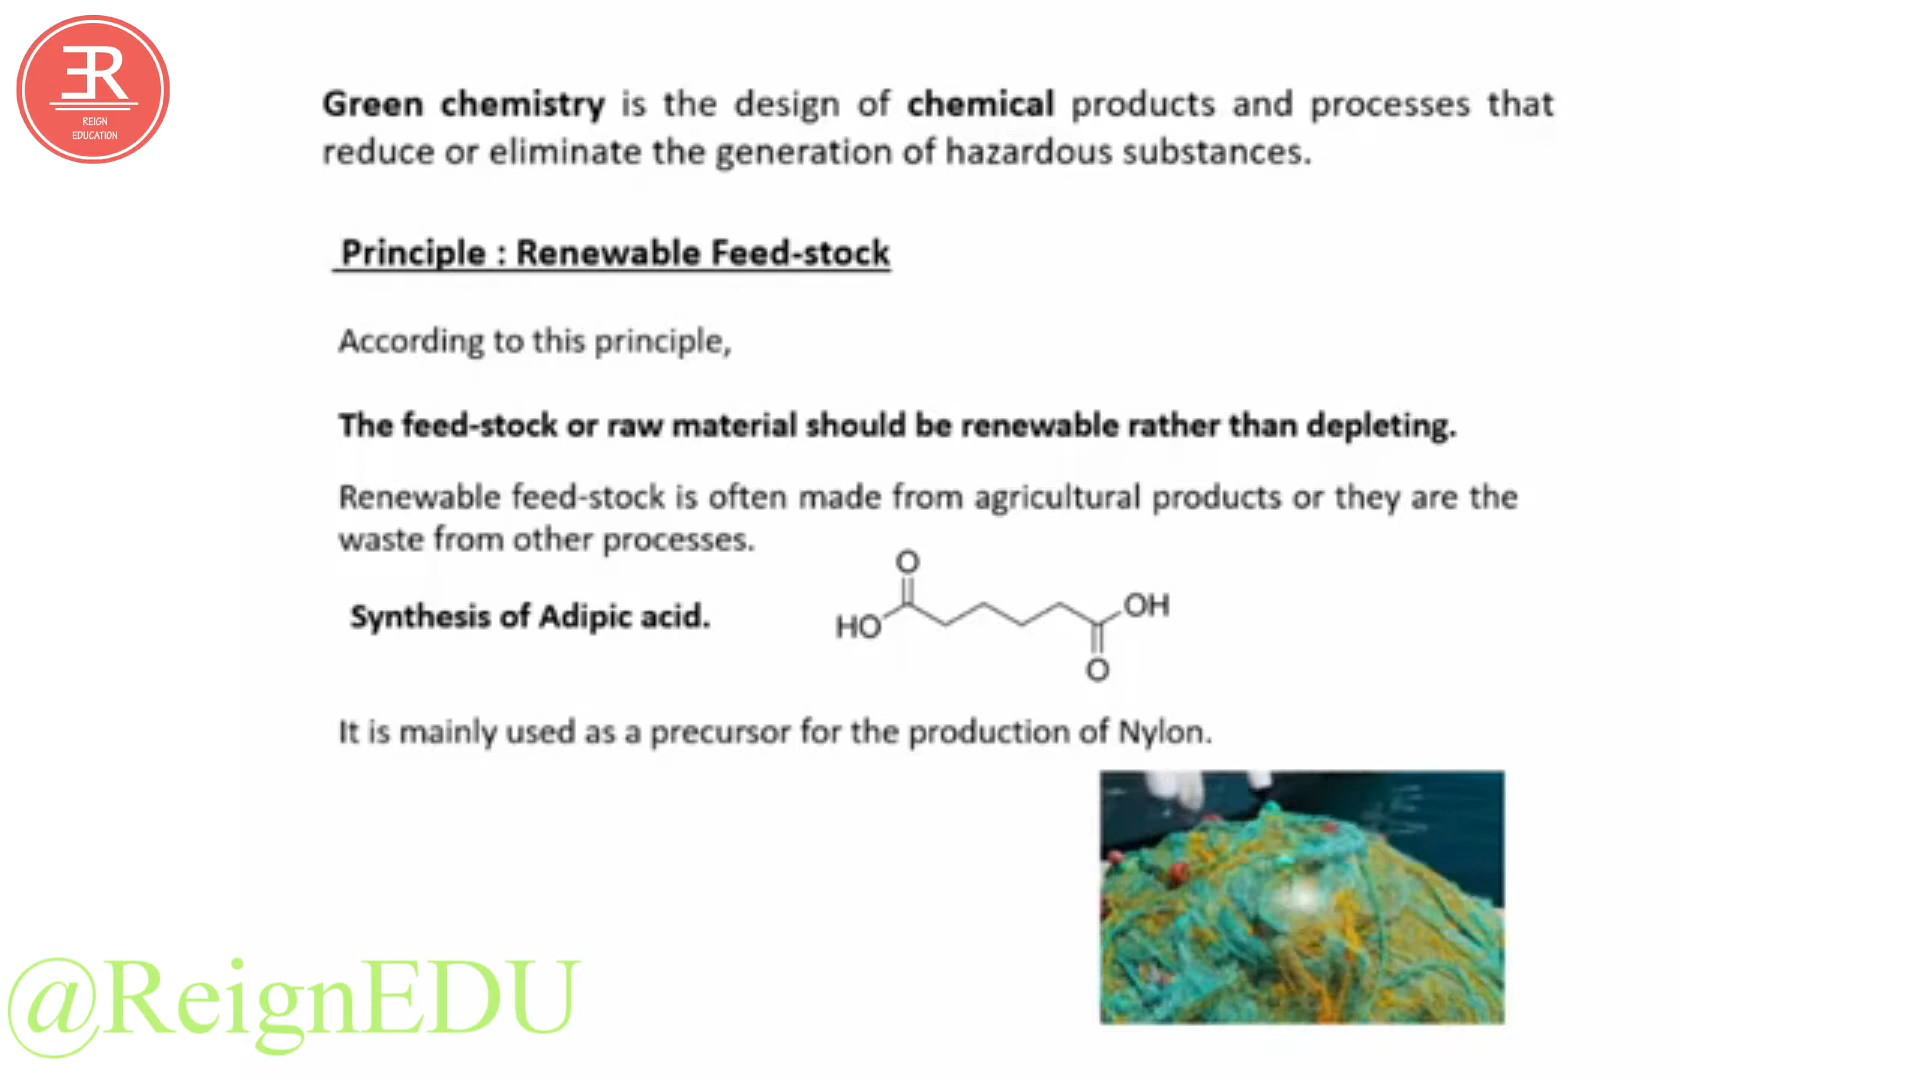 ER
REIGN
EDUCATION
Green chemistry is the design of chemical products and processes that
reduce or eliminate the generation of hazardous substances.
Principle : Renewable Feed-stock
According to this principle,
The feed-stock or raw material should be renewable rather than depleting.
Renewable feed-stock is often made from agricultural products or they are the
waste from other processes.
Synthesis of Adipic acid.
O
HO
OH
O
It is mainly used as a precursor for the production of Nylon.
@ReignEDU